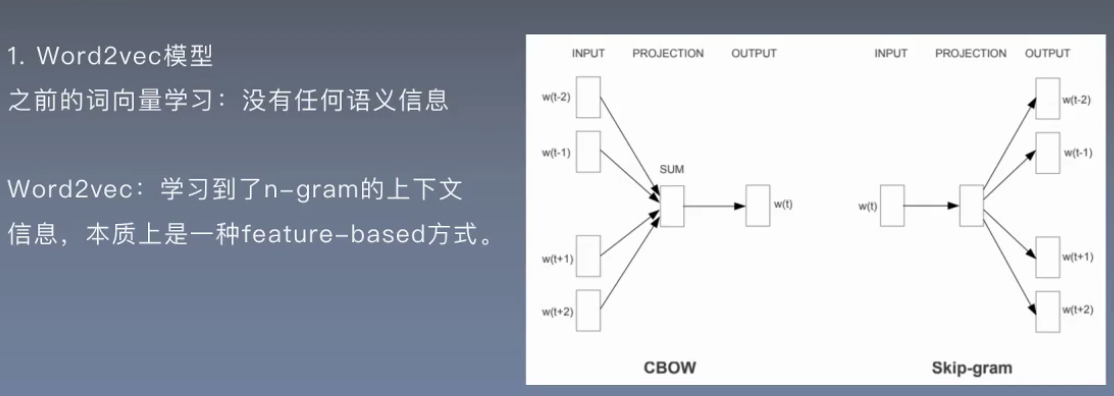 1. Word2vec模型
之前的词向量学习：没有任何语义信息
Word2vec：学习到了n-gram的上下文
信息，本质上是一种feature-based方式。
INPUT PROJECTION OUTPUT
w(t-2)
w(t-1)
SUM
w(t)
w(t+1)
w(t+2)
CBOW
INPUT PROJECTION OUTPUT
w(t-2)
w(t-1)
w(t)
w(t+1)
w(t+2)
Skip-gram